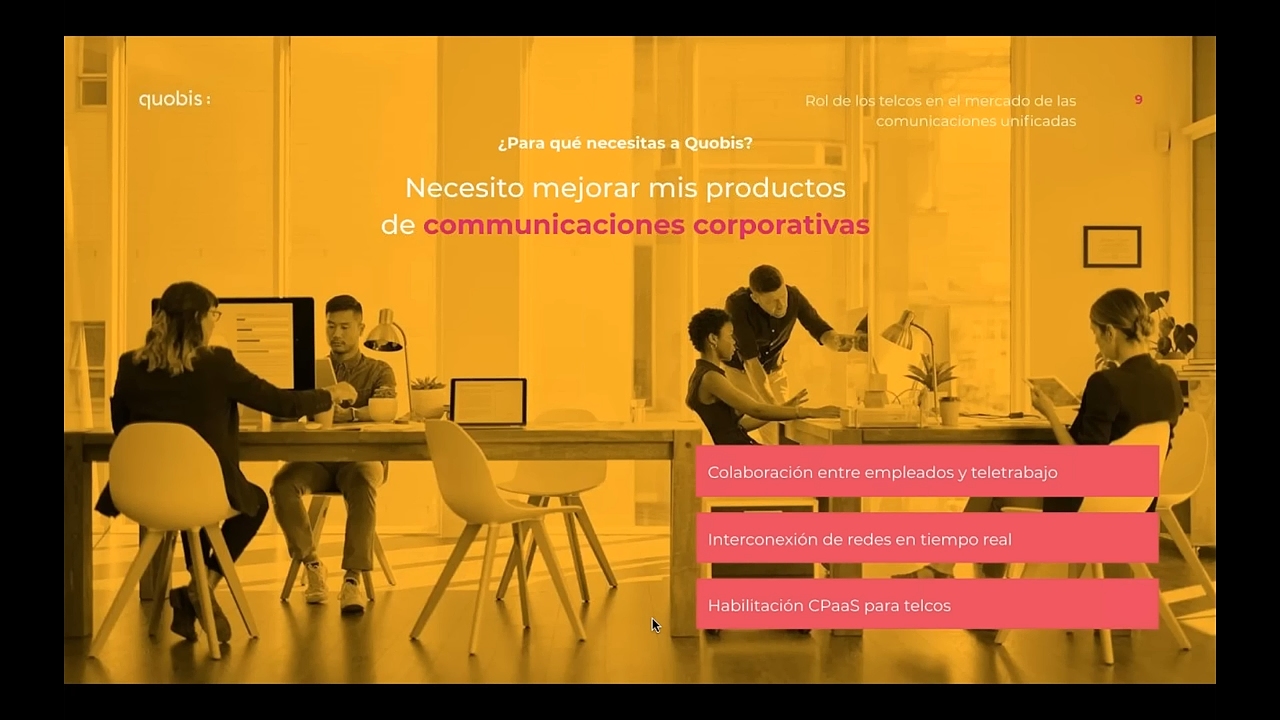 quobis:
Rol de los telcos en el mercado de las
comunicaciones unificadas
9
¿Para qué necesitas a Quobis?
Necesito mejorar mis productos
de communicaciones corporativas
Colaboración entre empleados y teletrabajo
Interconexión de redes en tiempo real
Habilitación CPaaS para telcos